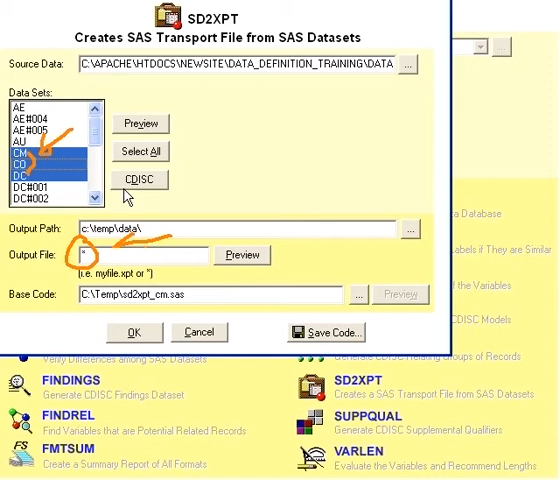 SD2XPT
Creates SAS Transport File from SAS Datasets
Source Data: C:\APACHE\HTDOCS\NEWSITE\DATA_DEFINITION_TRAINING\DATA ...
Data Sets:
AE
AE#004
AE#005
AU
CM
CO
DC
DC#001
DC#002
Preview
Select All
CDISC
Output Path: c:\temp\data\ ...
Output File: * Preview
(i.e. myfile.xpt or *)
Base Code: C:\Temp\sd2xpt_cm.sas ... Preview
OK Cancel Save Code...
Database
Labels if They are Similar
of the Variables
CDISC Models
Verify Differences among SAS Datasets
Generate CDISC Relating Groups of Records
FINDINGS
Generate CDISC Findings Dataset
SD2XPT
Creates a SAS Transport File from SAS Datasets
FINDREL
Find Variables that are Potential Related Records
SUPPQUAL
Generate CDISC Supplemental Qualifiers
FS
FMTSUM
Create a Summary Report of All Formats
VARLEN
Evaluate the Variables and Recommend Lengths